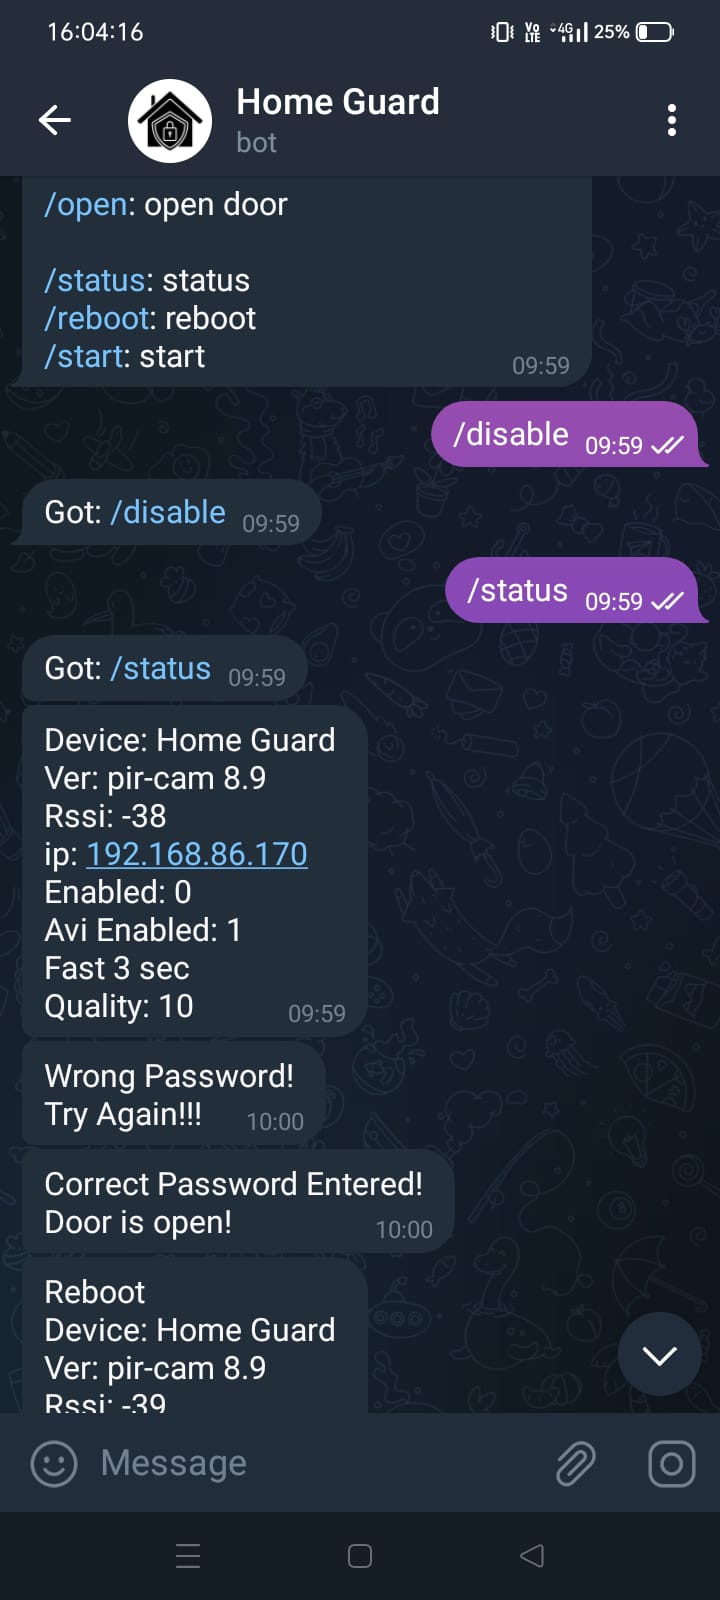 16:04:16
Vo LTE 4G 25%
Home Guard
bot
/open: open door
/status: status
/reboot: reboot
/start: start
09:59
/disable 09:59
Got: /disable 09:59
/status 09:59
Got: /status 09:59
Device: Home Guard
Ver: pir-cam 8.9
Rssi: -38
ip: 192.168.86.170
Enabled: 0
Avi Enabled: 1
Fast 3 sec
Quality: 10 09:59
Wrong Password!
Try Again!!! 10:00
Correct Password Entered!
Door is open! 10:00
Reboot
Device: Home Guard
Ver: pir-cam 8.9
Rssi: -39
Message